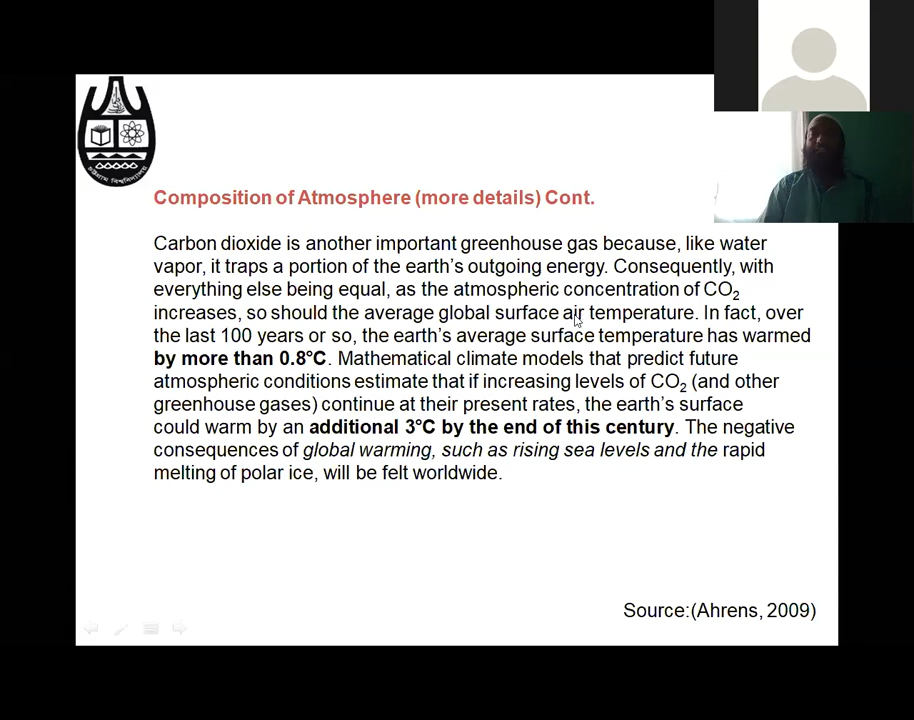 Composition of Atmosphere (more details) Cont.
Carbon dioxide is another important greenhouse gas because, like water
vapor, it traps a portion of the earth’s outgoing energy. Consequently, with
everything else being equal, as the atmospheric concentration of CO₂
increases, so should the average global surface air temperature. In fact, over
the last 100 years or so, the earth’s average surface temperature has warmed
by more than 0.8°C. Mathematical climate models that predict future
atmospheric conditions estimate that if increasing levels of CO₂ (and other
greenhouse gases) continue at their present rates, the earth’s surface
could warm by an additional 3°C by the end of this century. The negative
consequences of global warming, such as rising sea levels and the rapid
melting of polar ice, will be felt worldwide.
Source:(Ahrens, 2009)